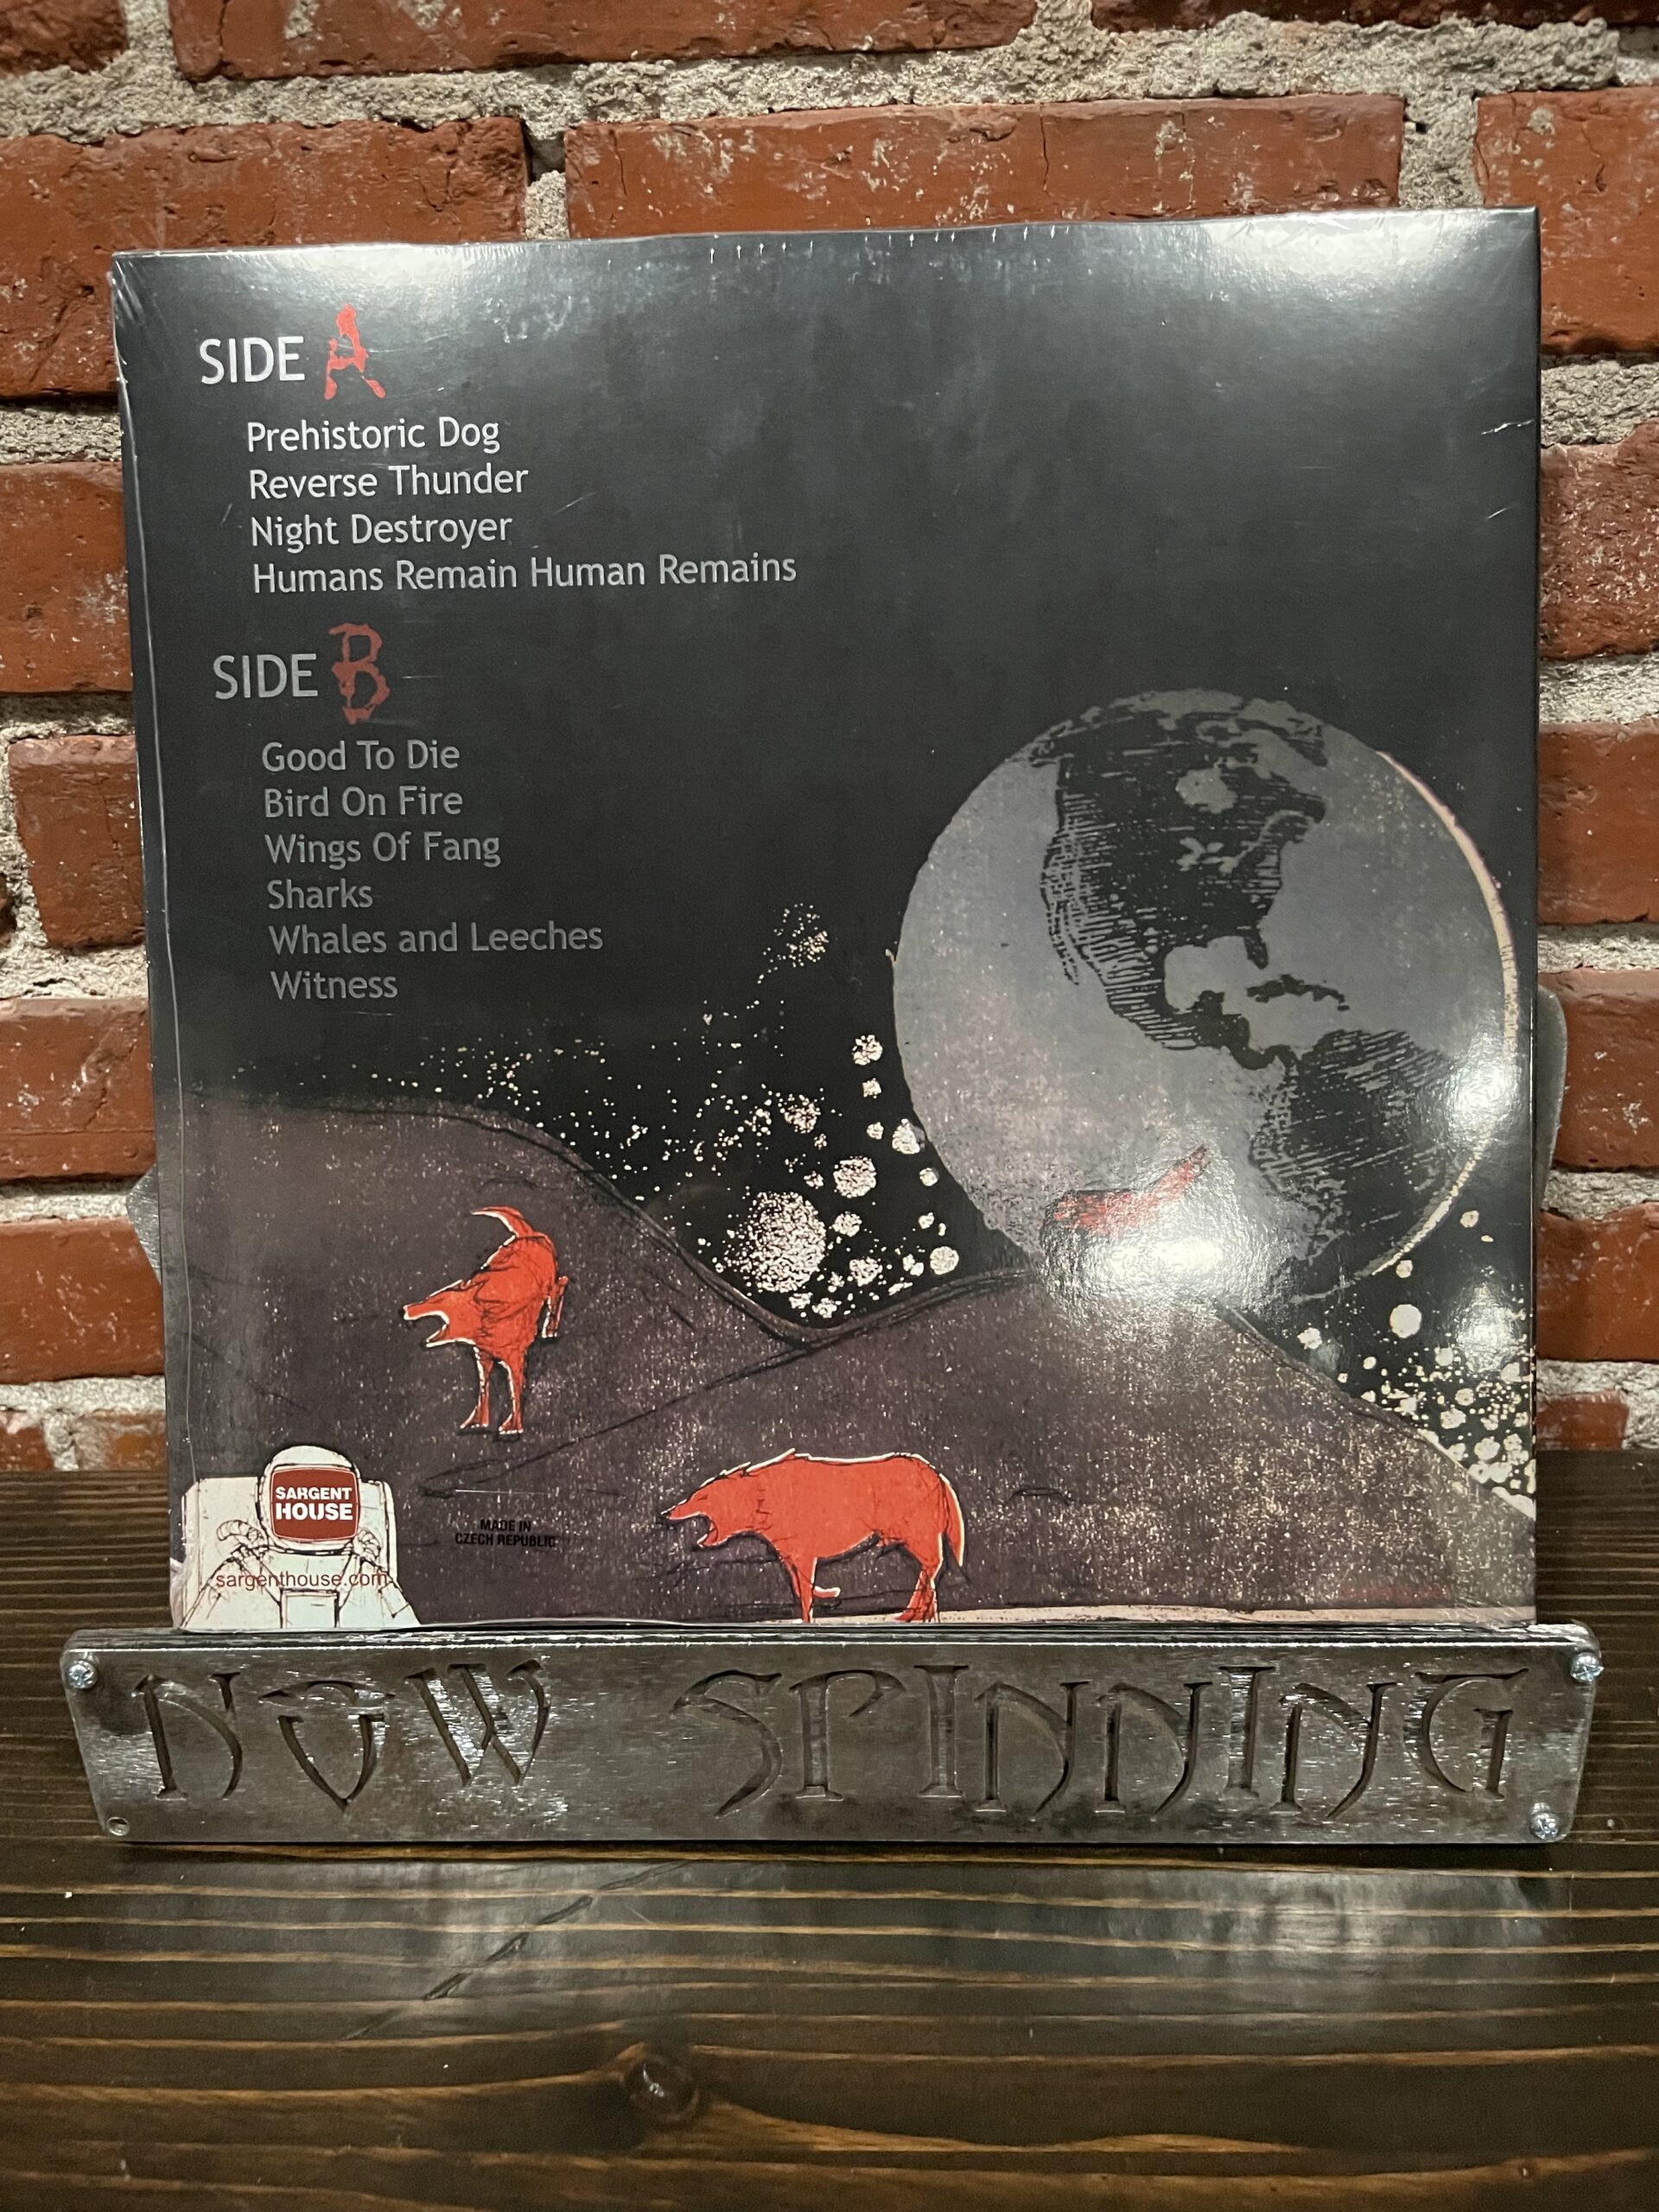 SIDE A
Prehistoric Dog
Reverse Thunder
Night Destroyer
Humans Remain Human Remains
SIDE B
Good To Die
Bird On Fire
Wings Of Fang
Sharks
Whales and Leeches
Witness
SARGENT
HOUSE
sargenthouse.com
MADE IN
CZECH REPUBLIC
NOW SPINNING